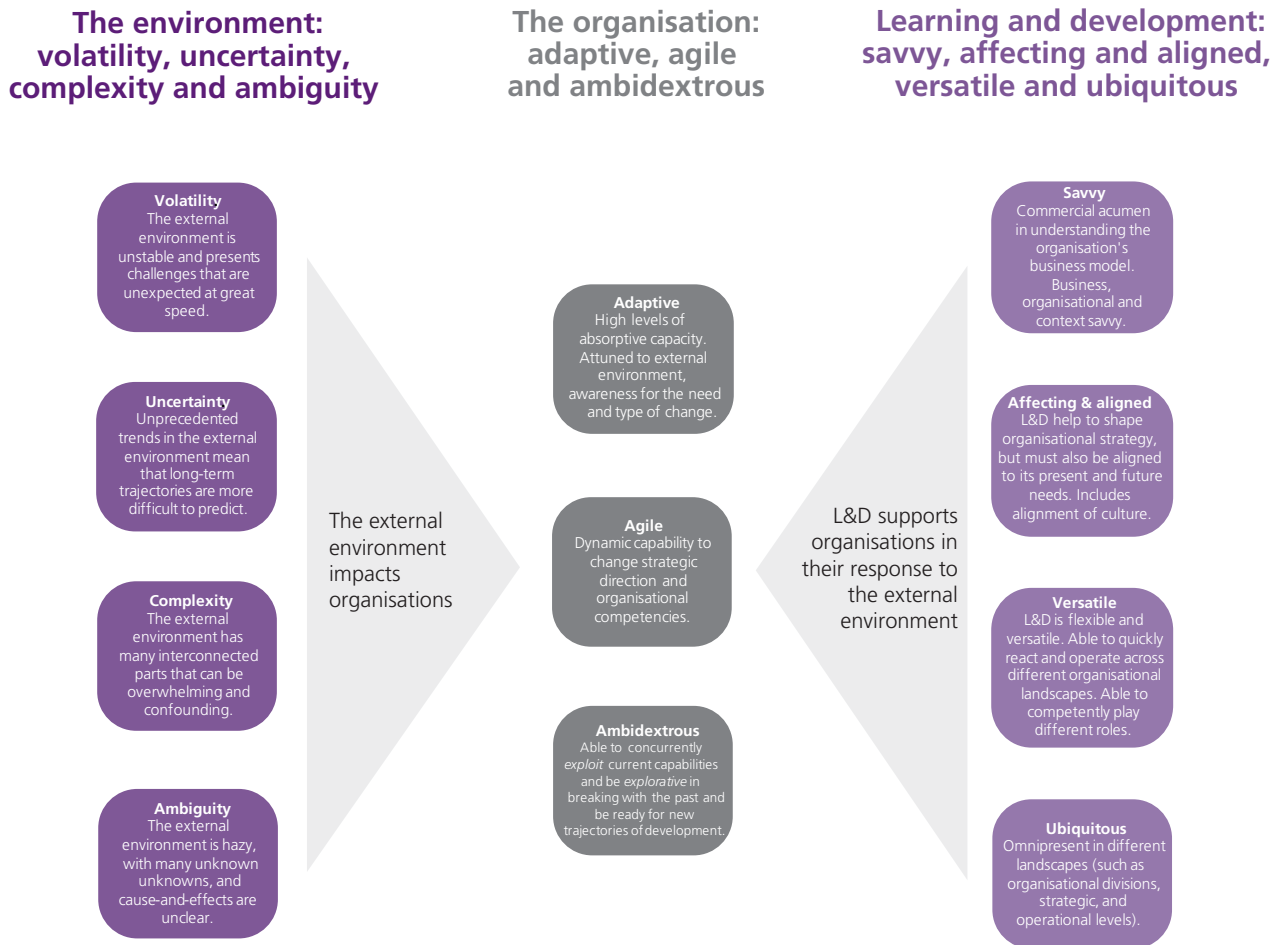 The environment:
volatility, uncertainty,
complexity and ambiguity
The organisation:
adaptive, agile
and ambidextrous
Learning and development:
savvy, affecting and aligned,
versatile and ubiquitous
Volatility
The external
environment is
unstable and presents
challenges that are
unexpected at great
speed.
Uncertainty
Unprecedented
trends in the external
environment mean
that long-term
trajectories are more
difficult to predict.
Complexity
The external
environment has
many interconnected
parts that can be
overwhelming and
confounding.
Ambiguity
The external
environment is hazy,
with many unknown
unknowns, and
cause-and-effects are
unclear.
The external
environment
impacts
organisations
Adaptive
High levels of
absorptive capacity.
Attuned to external
environment,
awareness for the need
and type of change.
Agile
Dynamic capability to
change strategic
direction and
organisational
competencies.
Ambidextrous
Able to concurrently
exploit current capabilities
and be explorative in
breaking with the past and
be ready for new
trajectories of development.
L&D supports
organisations in
their response to
the external
environment
Savvy
Commercial acumen
in understanding the
organisation's
business model.
Business,
organisational and
context savvy.
Affecting & aligned
L&D help to shape
organisational strategy,
but must also be aligned
to its present and future
needs. Includes
alignment of culture.
Versatile
L&D is flexible and
versatile. Able to quickly
react and operate across
different organisational
landscapes. Able to
competently play
different roles.
Ubiquitous
Omnipresent in different
landscapes (such as
organisational divisions,
strategic, and
operational levels).